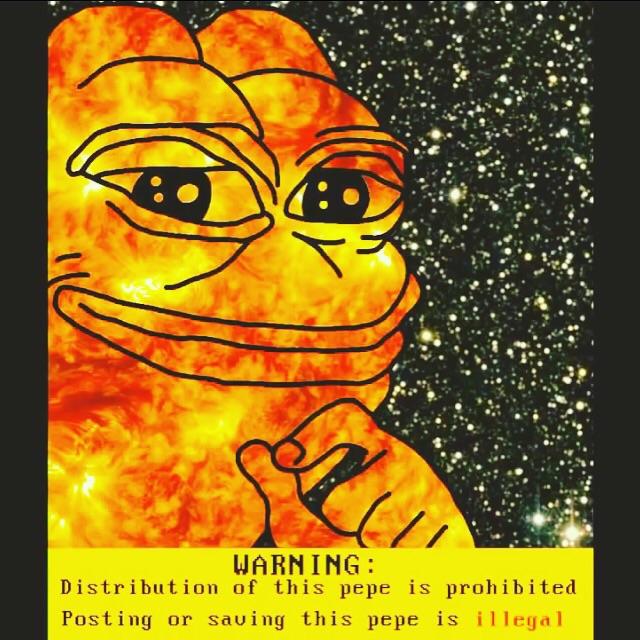 WARNING:
Distribution of this pepe is prohibited
Posting or saving this pepe is illegal